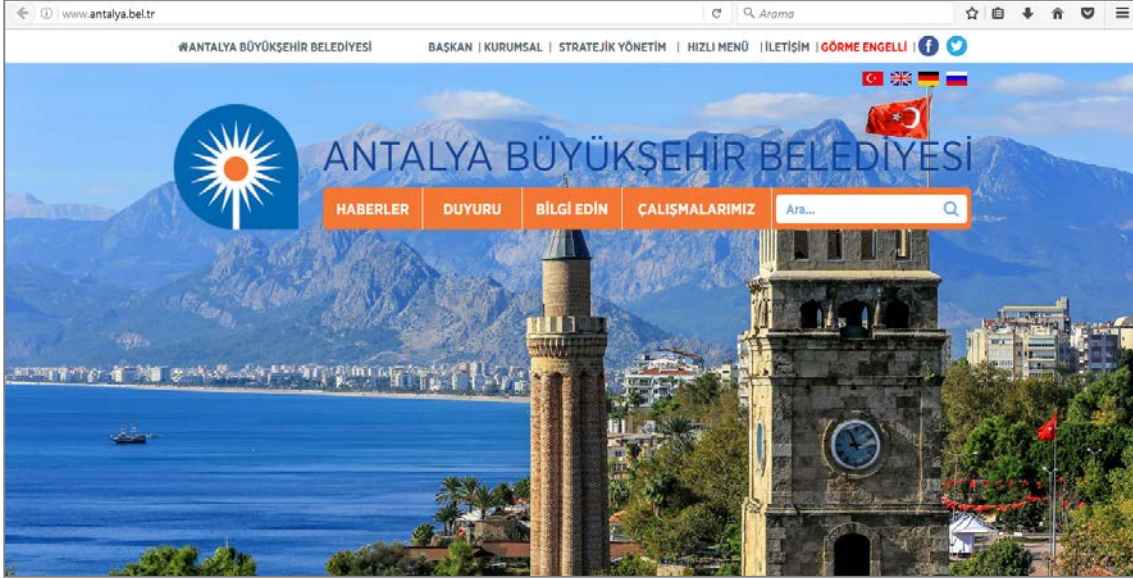 www.antalya.bel.tr
Arama
#ANTALYA BÜYÜKŞEHİR BELEDİYESİ BAŞKAN | KURUMSAL | STRATEJİK YÖNETİM | HIZLI MENÜ | İLETİŞİM | GÖRME ENGELLİ |
ANTALYA BÜYÜKŞEHİR BELEDİYESİ
HABERLER DUYURU BİLGİ EDİN ÇALIŞMALARIMIZ Ara...